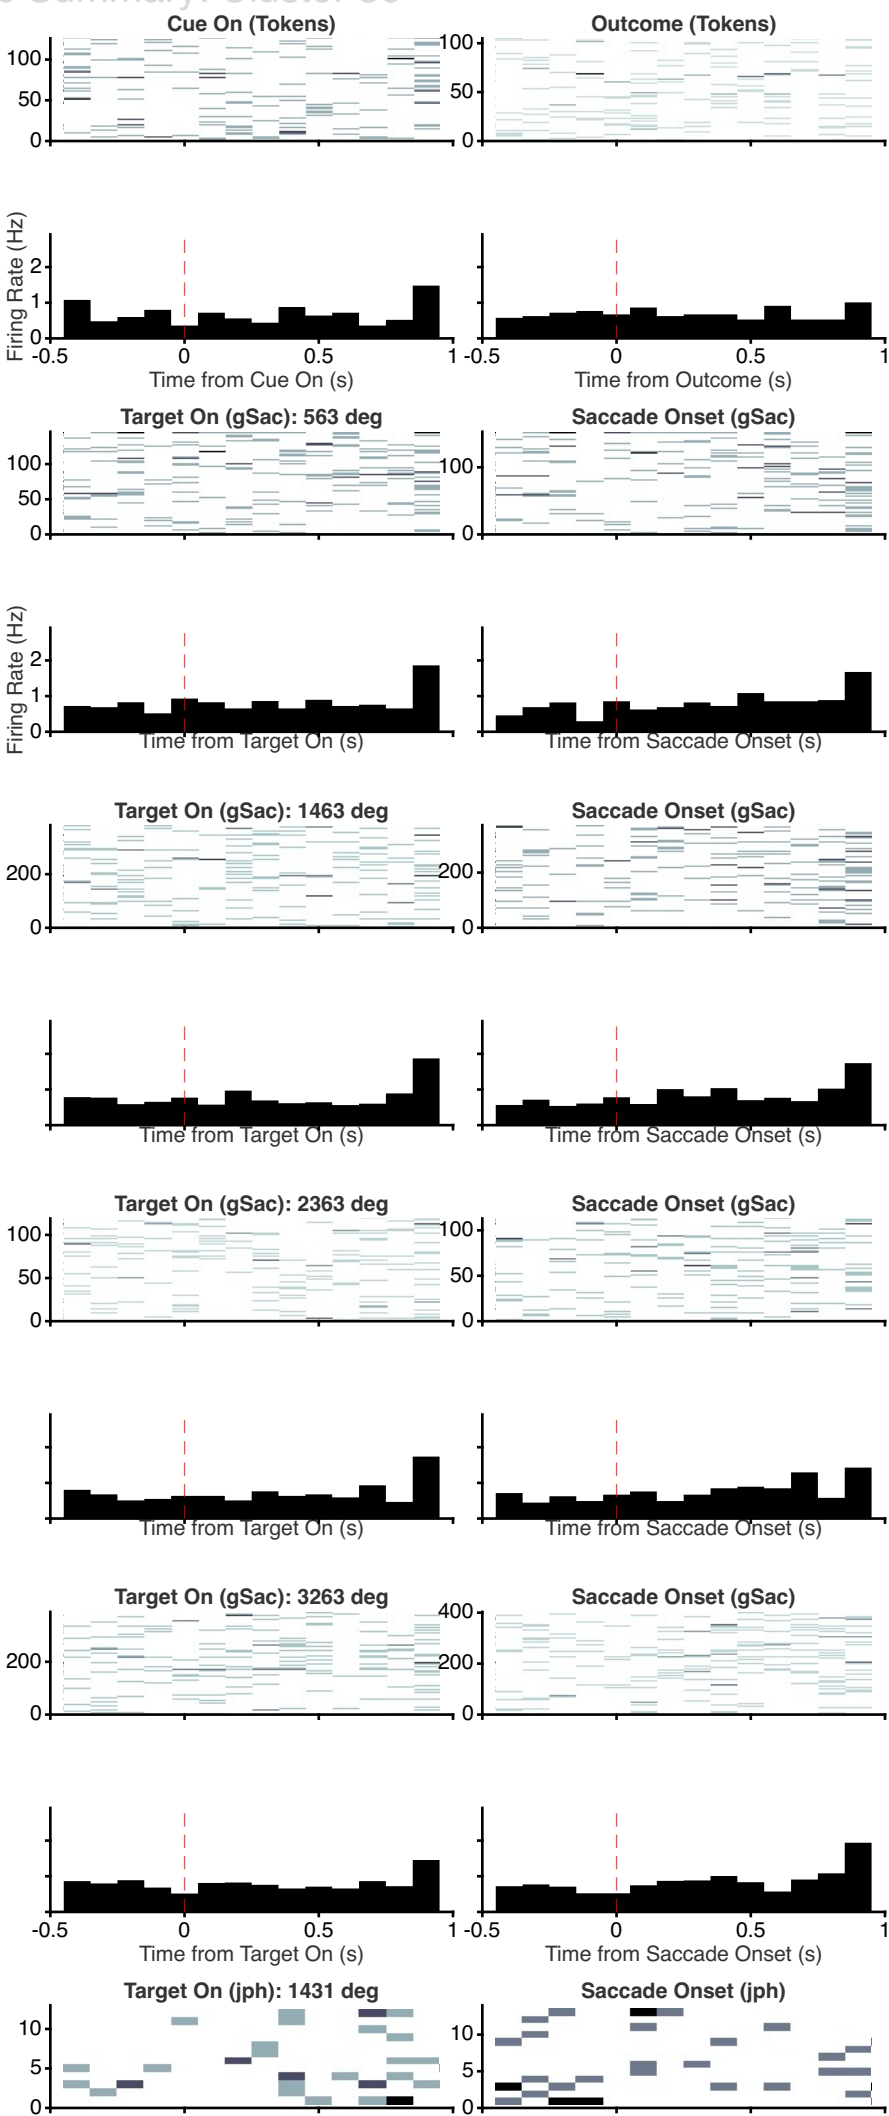 Summary: Cluster
Cue On (Tokens) Outcome (Tokens)
100 100
50 50
0 0
Firing Rate (Hz)
2
1
0
-0.5 0 0.5 1 -0.5 0 0.5 1
Time from Cue On (s) Time from Outcome (s)
Target On (gSac): 563 deg Saccade Onset (gSac)
100 100
50
0 0
Firing Rate (Hz)
2
1
0
Time from Target On (s) Time from Saccade Onset (s)
Target On (gSac): 1463 deg Saccade Onset (gSac)
200 200
0 0
Time from Target On (s) Time from Saccade Onset (s)
Target On (gSac): 2363 deg Saccade Onset (gSac)
100 100
50 50
0 0
Time from Target On (s) Time from Saccade Onset (s)
Target On (gSac): 3263 deg Saccade Onset (gSac)
400
200 200
0 0
-0.5 0 0.5 1 -0.5 0 0.5 1
Time from Target On (s) Time from Saccade Onset (s)
Target On (jph): 1431 deg Saccade Onset (jph)
10 10
5 5
0 0